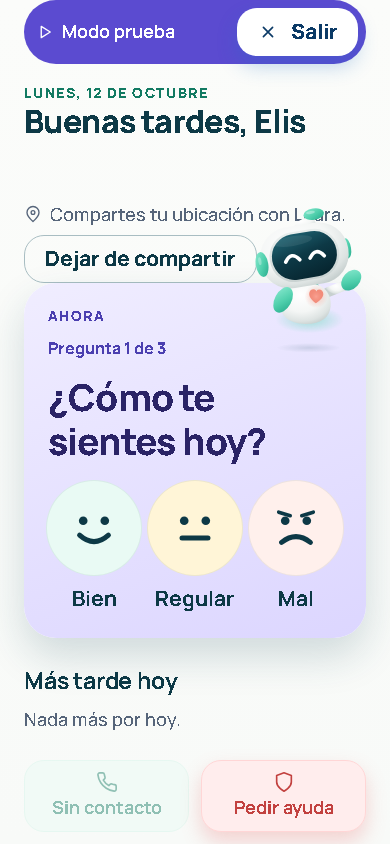 Modo prueba
Salir
LUNES, 12 DE OCTUBRE
Buenas tardes, Elis
Compartes tu ubicación con
Dejar de compartir
AHORA
Pregunta 1 de 3
¿Cómo te
sientes hoy?
Bien
Regular
Mal
Más tarde hoy
Nada más por hoy.
Sin contacto
Pedir ayuda